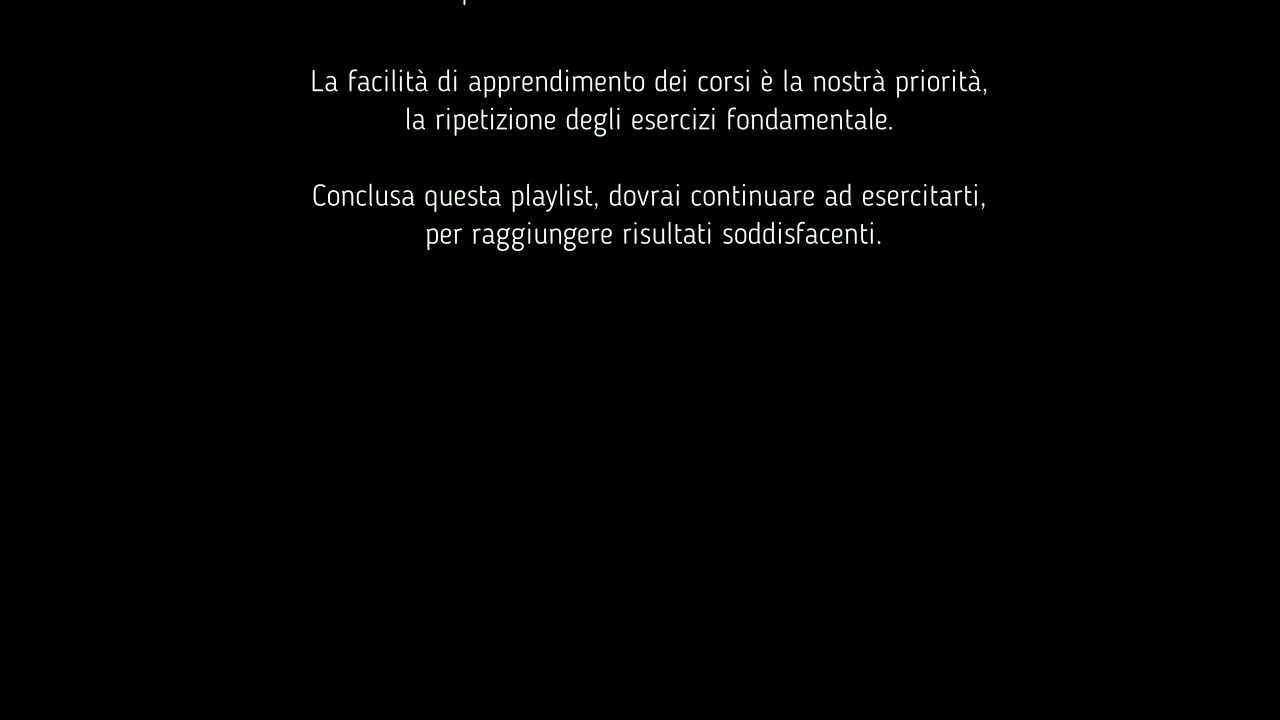 La facilità di apprendimento dei corsi è la nostrà priorità,
la ripetizione degli esercizi fondamentale.
Conclusa questa playlist, dovrai continuare ad esercitarti,
per raggiungere risultati soddisfacenti.